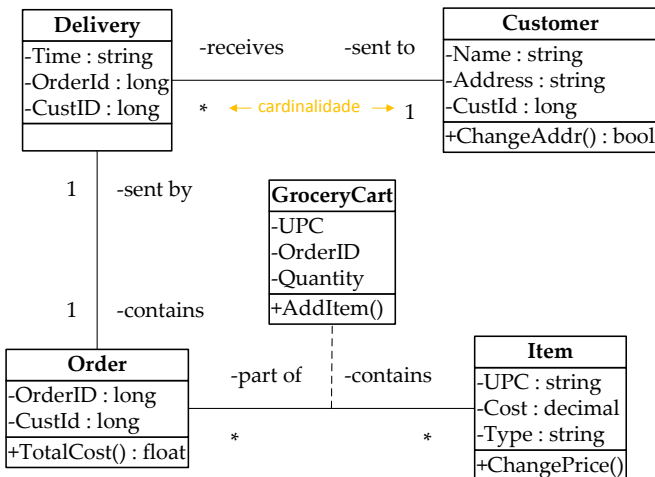 Delivery
-Time : string
-OrderId : long
-CustID : long
-receives
-sent to
* cardinalidade 1
Customer
-Name : string
-Address : string
-CustId : long
+ChangeAddr() : bool
1 -sent by
GroceryCart
-UPC
-OrderID
-Quantity
+AddItem()
1 -contains
Order
-OrderID : long
-CustId : long
+TotalCost() : float
-part of
-contains
*
*
Item
-UPC : string
-Cost : decimal
-Type : string
+ChangePrice()